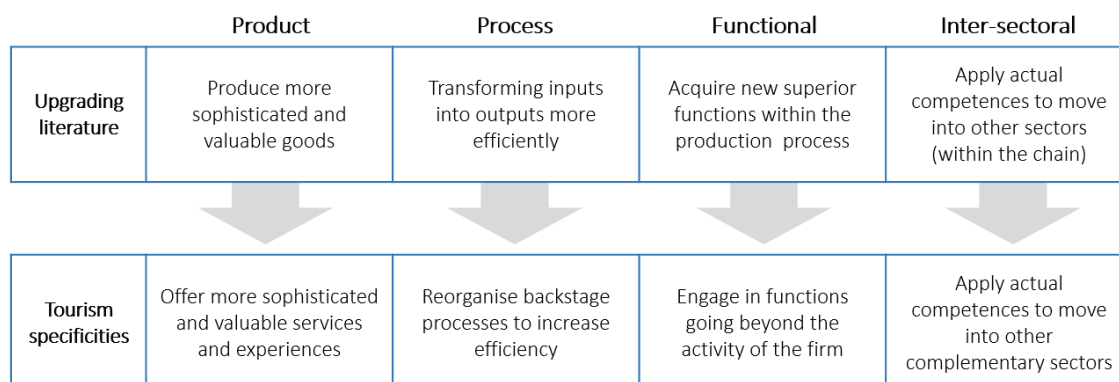 Product
Process
Functional
Inter-sectoral
Upgrading
literature
Produce more
sophisticated and
valuable goods
Transforming inputs
into outputs more
efficiently
Acquire new superior
functions within the
production process
Apply actual
competences to move
into other sectors
(within the chain)
Tourism
specificities
Offer more sophisticated
and valuable services
and experiences
Reorganise backstage
processes to increase
efficiency
Engage in functions
going beyond the
activity of the firm
Apply actual
competences to move
into other
complementary sectors